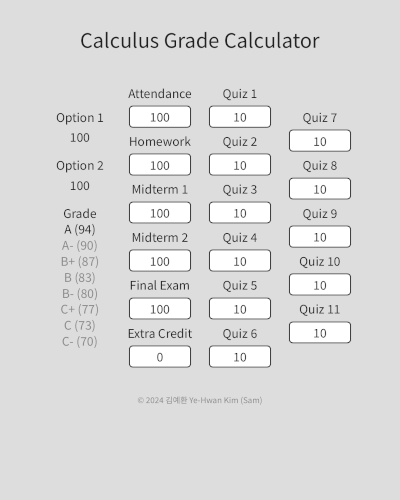 Calculus Grade Calculator
Option 1
100
Option 2
100
Grade
A (94)
A- (90)
B+ (87)
B (83)
B- (80)
C+ (77)
C (73)
C- (70)
Attendance
100
Homework
100
Midterm 1
100
Midterm 2
100
Final Exam
100
Extra Credit
0
Quiz 1
10
Quiz 2
10
Quiz 3
10
Quiz 4
10
Quiz 5
10
Quiz 6
10
Quiz 7
10
Quiz 8
10
Quiz 9
10
Quiz 10
10
Quiz 11
10
© 2024 김예환 Ye-Hwan Kim (Sam)